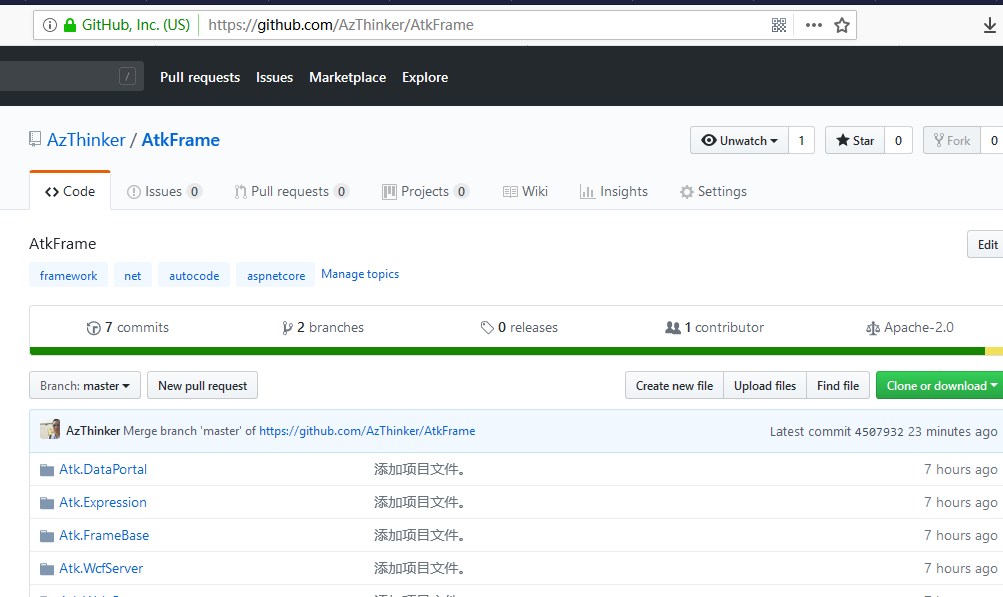 GitHub, Inc. (US) https://github.com/AzThinker/AtkFrame
/ Pull requests Issues Marketplace Explore
AzThinker / AtkFrame Unwatch 1 Star 0 Fork 0
Code Issues 0 Pull requests 0 Projects 0 Wiki Insights Settings
AtkFrame Edit
framework net autocode aspnetcore Manage topics
7 commits 2 branches 0 releases 1 contributor Apache-2.0
Branch: master New pull request Create new file Upload files Find file Clone or download
AzThinker Merge branch 'master' of https://github.com/AzThinker/AtkFrame Latest commit 4507932 23 minutes ago
Atk.DataPortal 添加项目文件。 7 hours ago
Atk.Expression 添加项目文件。 7 hours ago
Atk.FrameBase 添加项目文件。 7 hours ago
Atk.WcfServer 添加项目文件。 7 hours ago